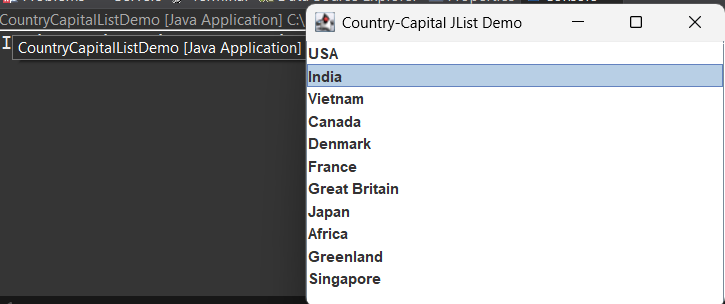 CountryCapitalListDemo [Java Application] C:\
CountryCapitalListDemo [Java Application]
Country-Capital JList Demo
USA
India
Vietnam
Canada
Denmark
France
Great Britain
Japan
Africa
Greenland
Singapore